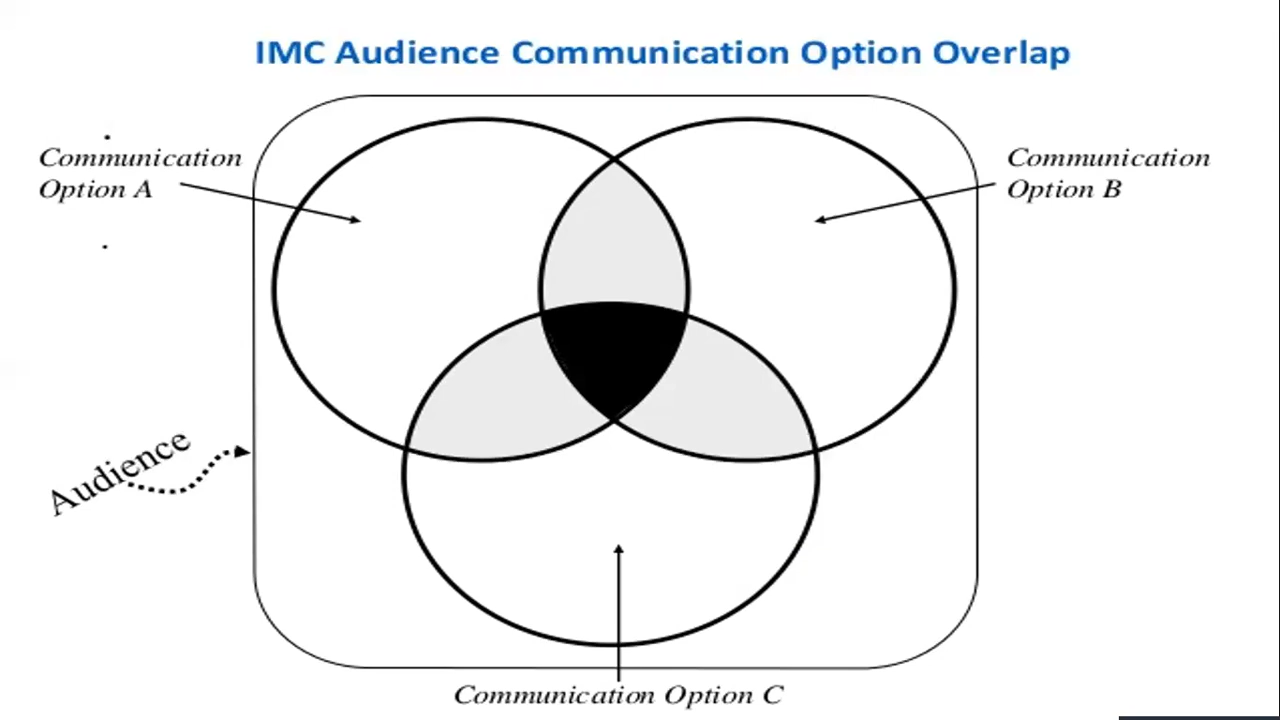 IMC Audience Communication Option Overlap
Communication
Option A
Communication
Option B
Audience
Communication Option C